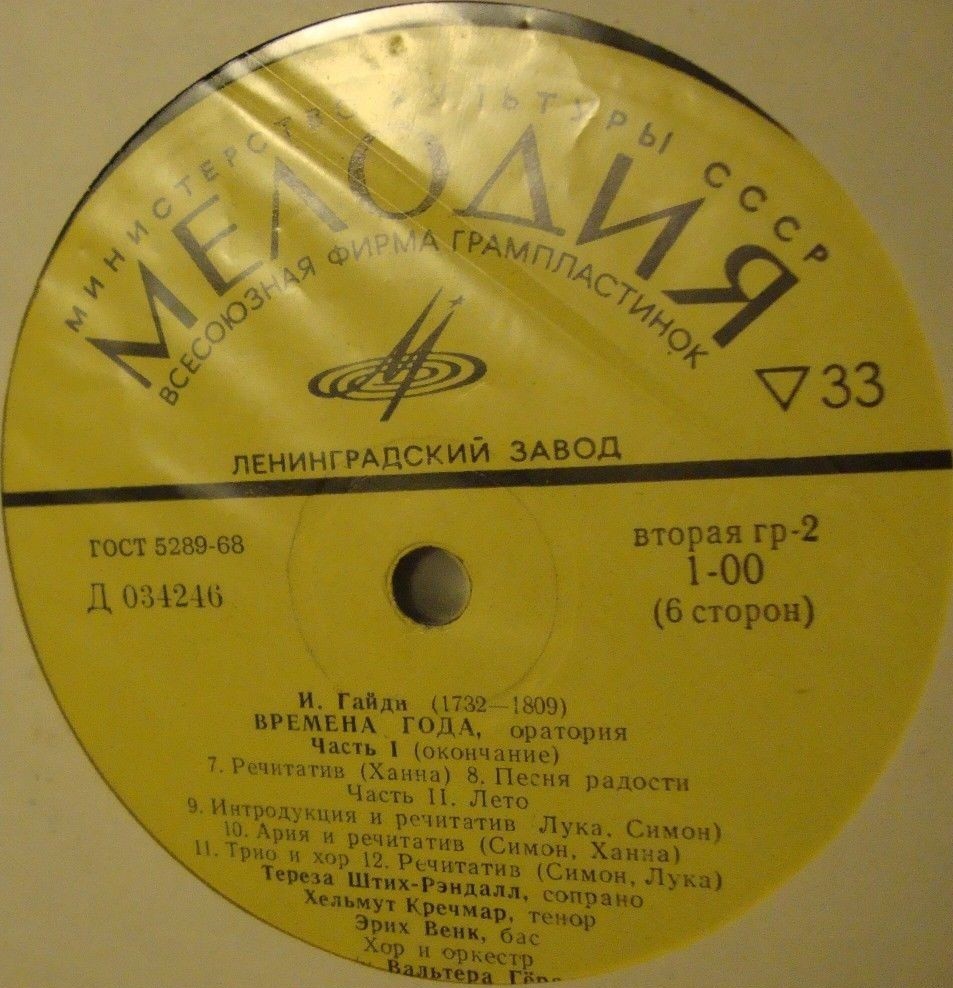 МИНИСТЕРСТВО КУЛЬТУРЫ СССР
МЕЛОДИЯ
ВСЕСОЮЗНАЯ ФИРМА ГРАМПЛАСТИНОК
33
ЛЕНИНГРАДСКИЙ ЗАВОД
ГОСТ 5289-68
Д 034246
вторая гр-2
1-00
(6 сторон)
И. Гайдн (1732—1809)
ВРЕМЕНА ГОДА, оратория
Часть I (окончание)
7. Речитатив (Ханна) 8. Песня радости
Часть II. Лето
9. Интродукция и речитатив Лука. Симон)
10. Ария и речитатив (Симон, Ханна)
11. Трио и хор 12. Речитатив (Симон, Лука)
Тереза Штих-Рэндалл, сопрано
Хельмут Кречмар, тенор
Эрих Венк, бас
Хор и оркестр
Вальтера